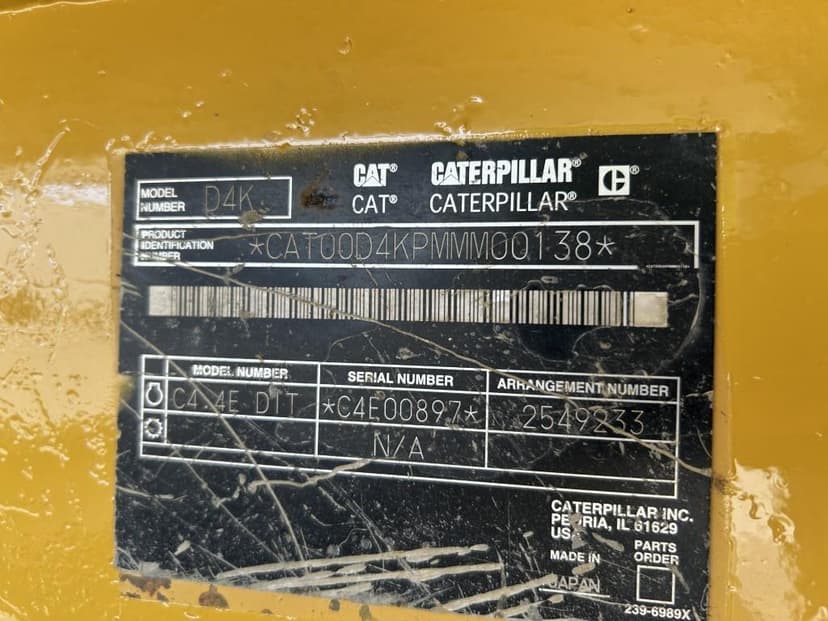 CAT® CATERPILLAR®
CAT® CATERPILLAR®
MODEL NUMBER D4K
PRODUCT IDENTIFICATION NUMBER *CAT00D4KPMMM00138*
MODEL NUMBER SERIAL NUMBER ARRANGEMENT NUMBER
C4.4E DIT *C4E00897* 2549233
N/A
CATERPILLAR INC.
PEORIA, IL 61629
USA
MADE IN
JAPAN
PARTS
ORDER
239-6989X